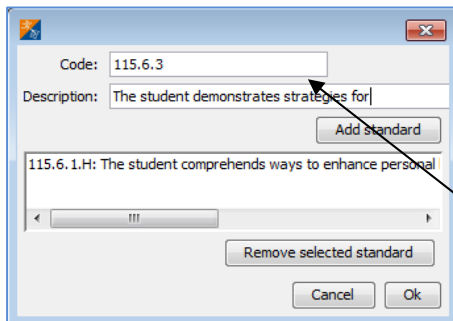 Code: 115.6.3
Description: The student demonstrates strategies for
Add standard
115.6.1.H: The student comprehends ways to enhance personal
Remove selected standard
Cancel Ok